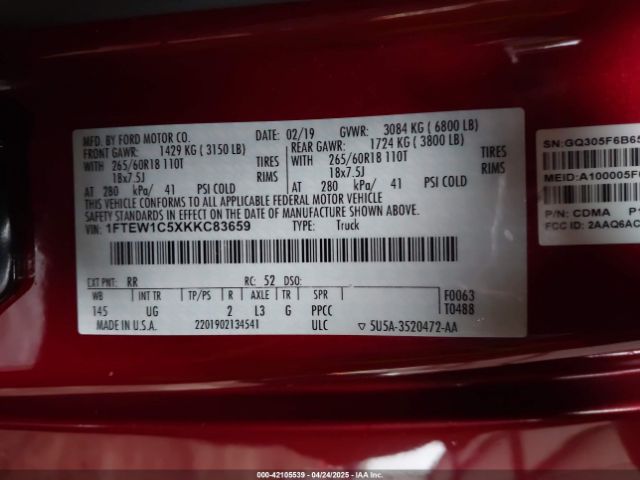 MFD. BY FORD MOTOR CO.
DATE: 02/19 GVWR: 3084 KG ( 6800 LB)
FRONT GAWR: 1429 KG ( 3150 LB) REAR GAWR: 1724 KG ( 3800 LB)
WITH 265/60R18 110T TIRES WITH 265/60R18 110T TIRES
18x7.5J RIMS 18x7.5J RIMS
AT 280 kPa/ 41 PSI COLD AT 280 kPa/ 41 PSI COLD
THIS VEHICLE CONFORMS TO ALL APPLICABLE FEDERAL MOTOR VEHICLE
SAFETY STANDARDS IN EFFECT ON THE DATE OF MANUFACTURE SHOWN ABOVE.
VIN: 1FTEW1C5XKKC83659 TYPE: Truck
EXT PNT: RR RC: 52 DSO:
WB INT TR TP/PS R AXLE TR SPR F0063
145 UG 2 L3 G PPCC T0488
MADE IN U.S.A. 2201902134541 ULC ▽ 5U5A-3520472-AA
SN:GQ305F6B65
MEID:A100005F
P/N: CDMA
FCC ID: 2AAQ6AC
000-42105539 - 04/24/2025 - IAA Inc.